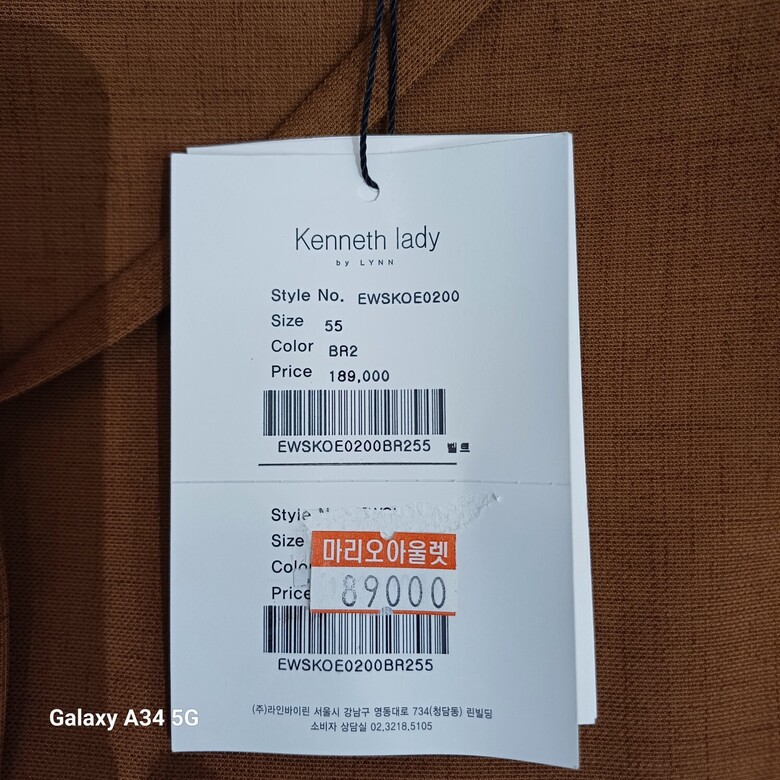 Kenneth lady
by LYNN
Style No. EWSKOE0200
Size 55
Color BR2
Price 189,000
EWSKOE0200BR255 벨트
Style
Size
Color
Price
마리오아울렛
89000
EWSKOE0200BR255
(주)라인바이린 서울시 강남구 영동대로 734(청담동) 린빌딩
소비자 상담실 02.3218.5105
Galaxy A34 5G